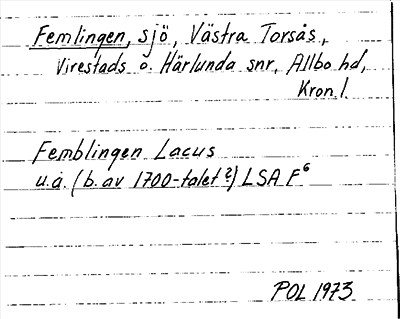 Femlingen, sjö, Västra Torsås,
Virestads o. Härlunda snr, Allbo hd,
Kron. l.
Femblingen Lacus
u.å. (b. av 1700-talet?) LSA F6
POL 1973